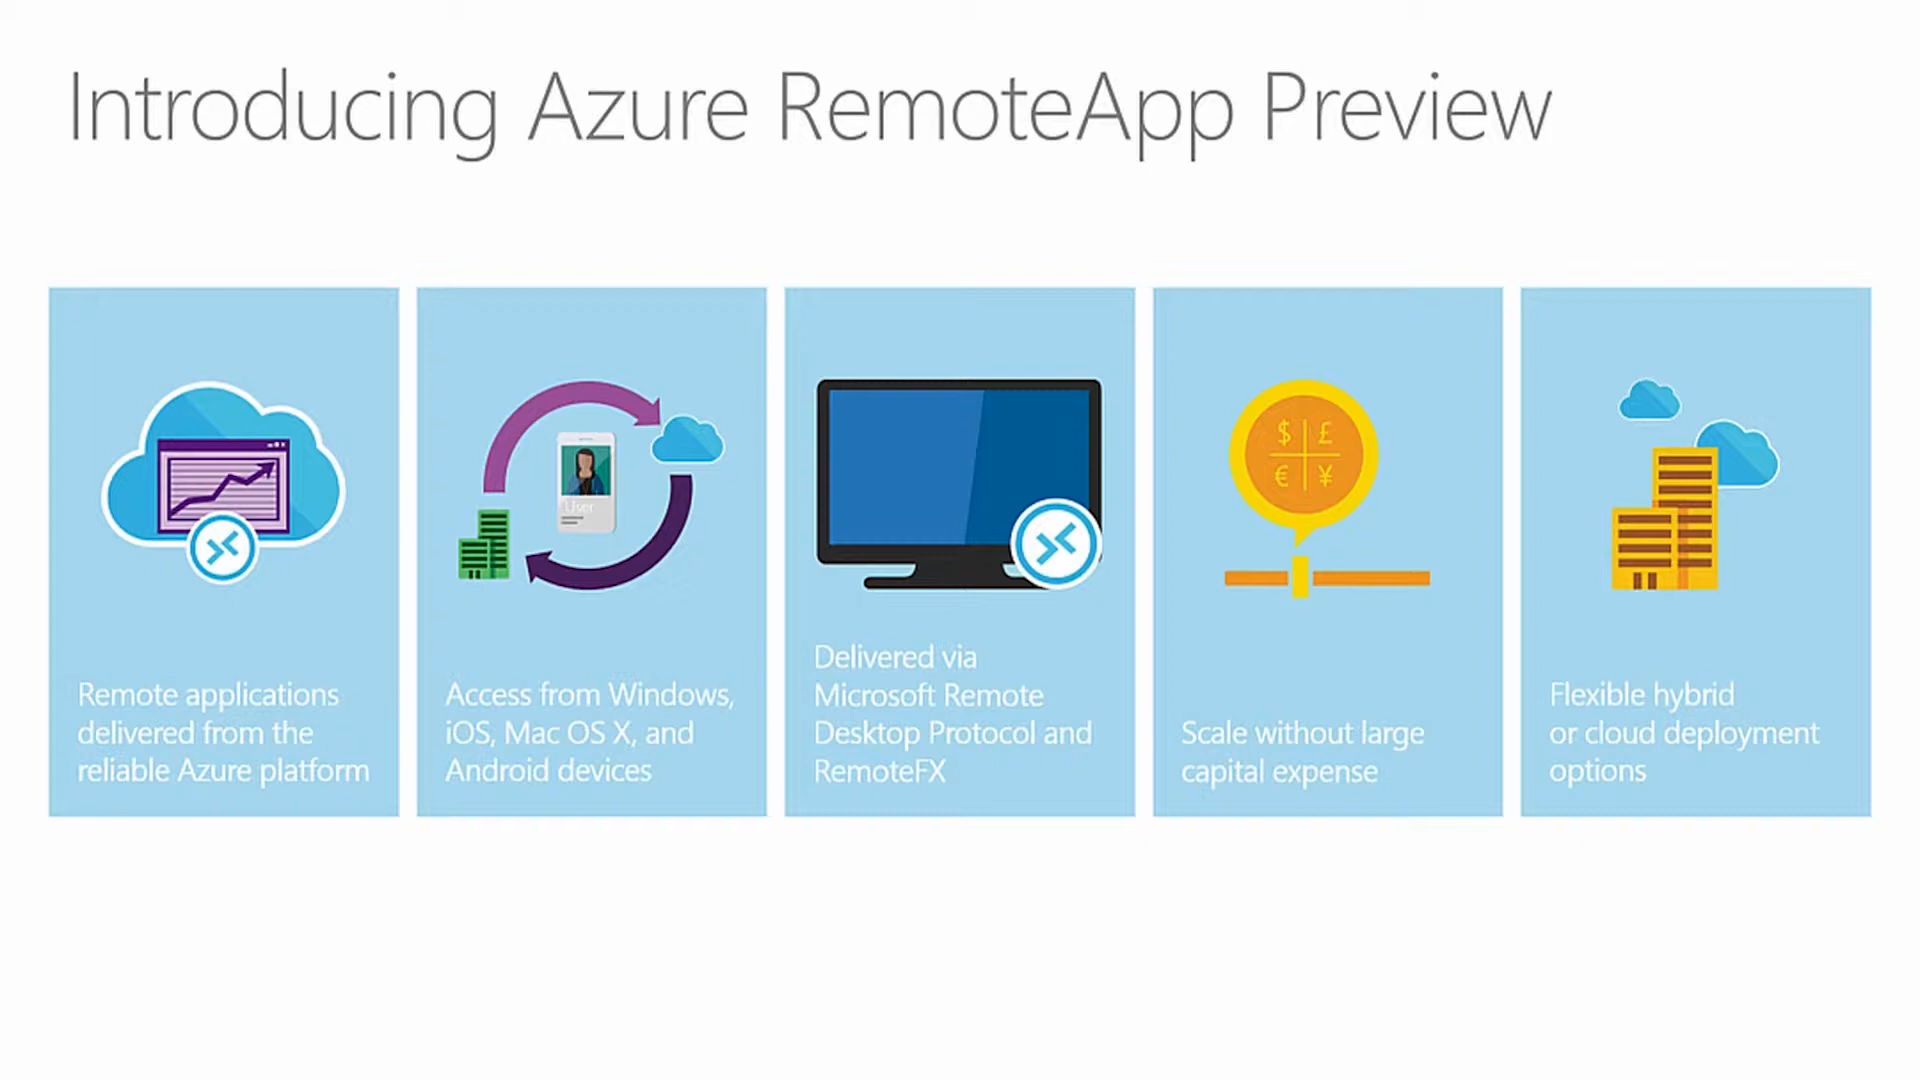 Introducing Azure RemoteApp Preview
Remote applications
delivered from the
reliable Azure platform
User
Access from Windows,
iOS, Mac OS X, and
Android devices
Delivered via
Microsoft Remote
Desktop Protocol and
RemoteFX
$ £
€ ¥
Scale without large
capital expense
Flexible hybrid
or cloud deployment
options